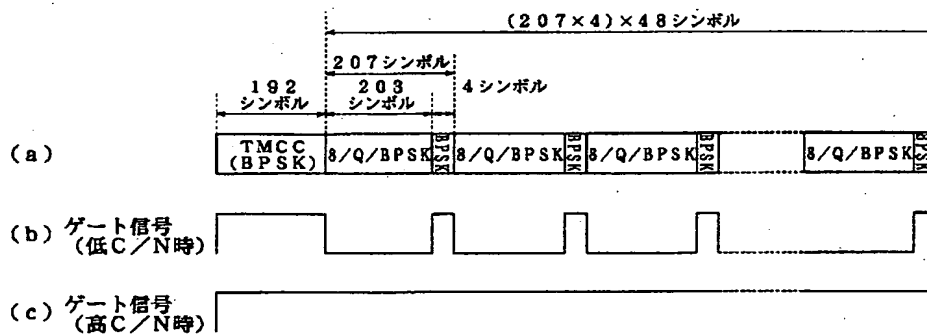 (207×4)×48シンボル
207シンボル
192
シンボル
203
シンボル
4シンボル
(a)
TMCC
(BPSK)
8/Q/BPSK
BPSK
8/Q/BPSK
BPSK
8/Q/BPSK
BPSK
8/Q/BPSK
BPSK
(b) ゲート信号
(低C/N時)
(c) ゲート信号
(高C/N時)